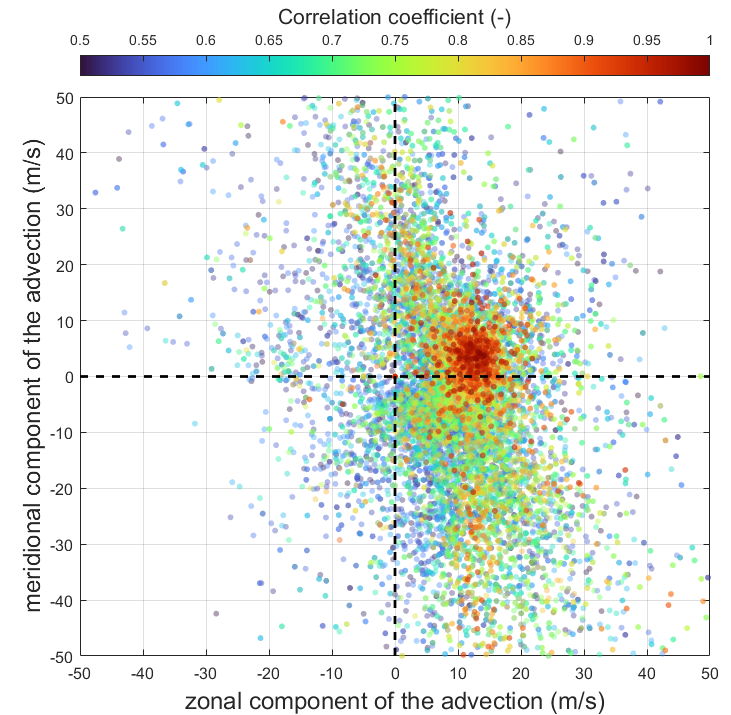 Correlation coefficient (-)
0.5 0.55 0.6 0.65 0.7 0.75 0.8 0.85 0.9 0.95 1
meridional component of the advection (m/s)
50
40
30
20
10
0
-10
-20
-30
-40
-50
-50 -40 -30 -20 -10 0 10 20 30 40 50
zonal component of the advection (m/s)